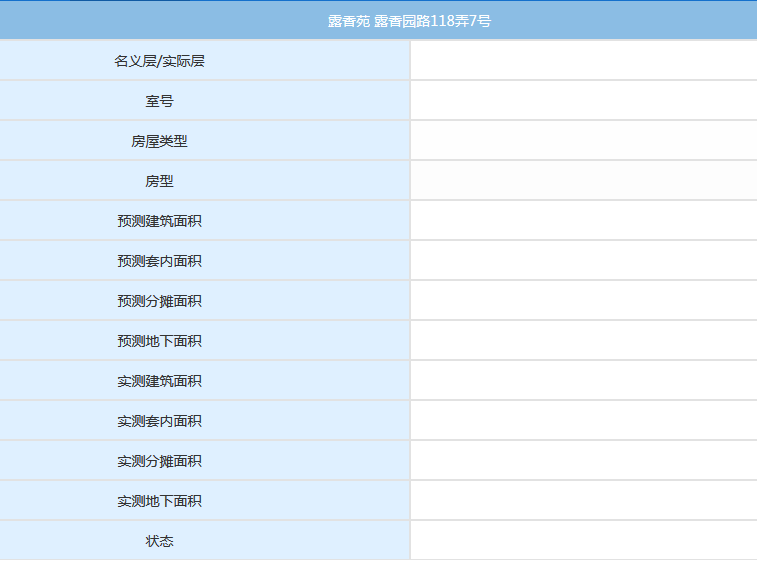 露香苑 露香园路118弄7号
名义层/实际层
室号
房屋类型
房型
预测建筑面积
预测套内面积
预测分摊面积
预测地下面积
实测建筑面积
实测套内面积
实测分摊面积
实测地下面积
状态